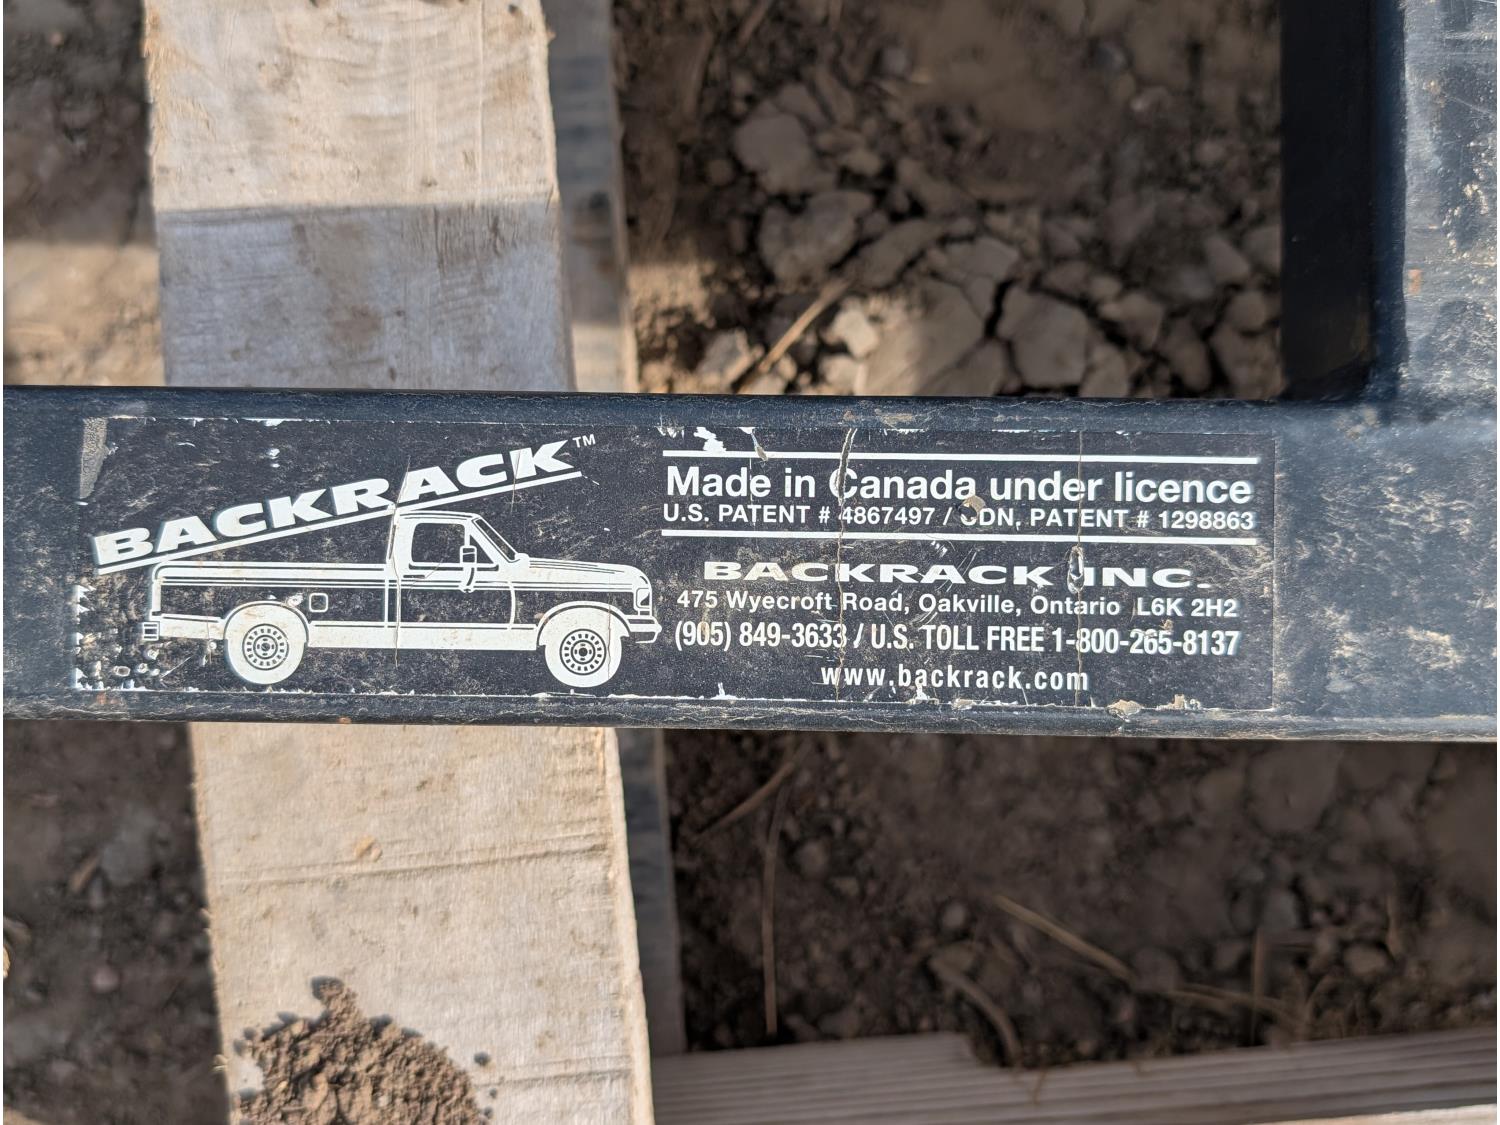 BACKRACK™
Made in Canada under licence
U.S. PATENT # 4867497 / CDN. PATENT # 1298863
BACKRACK INC.
475 Wyecroft Road, Oakville, Ontario L6K 2H2
(905) 849-3633 / U.S. TOLL FREE 1-800-265-8137
www.backrack.com